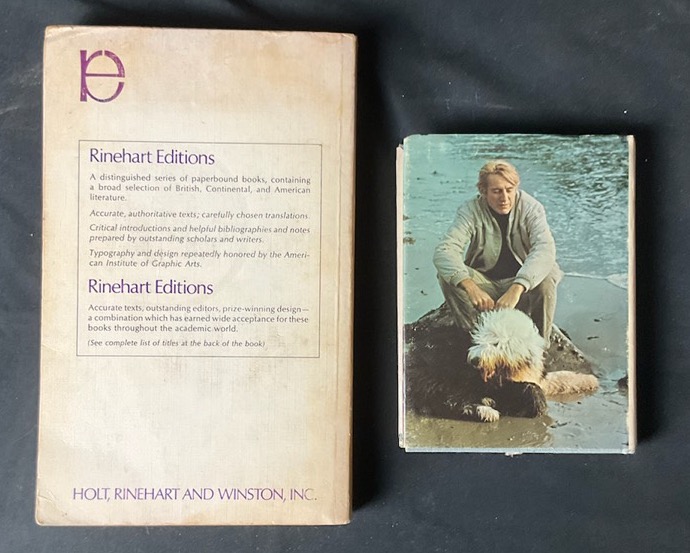 re
Rinehart Editions
A distinguished series of paperbound books, containing
a broad selection of British, Continental, and American
literature.
Accurate, authoritative texts; carefully chosen translations.
Critical introductions and helpful bibliographies and notes
prepared by outstanding scholars and writers.
Typography and design repeatedly honored by the Ameri-
can Institute of Graphic Arts.
Rinehart Editions
Accurate texts, outstanding editors, prize-winning design—
a combination which has earned wide acceptance for these
books throughout the academic world.
(See complete list of titles at the back of the book)
HOLT, RINEHART AND WINSTON, INC.